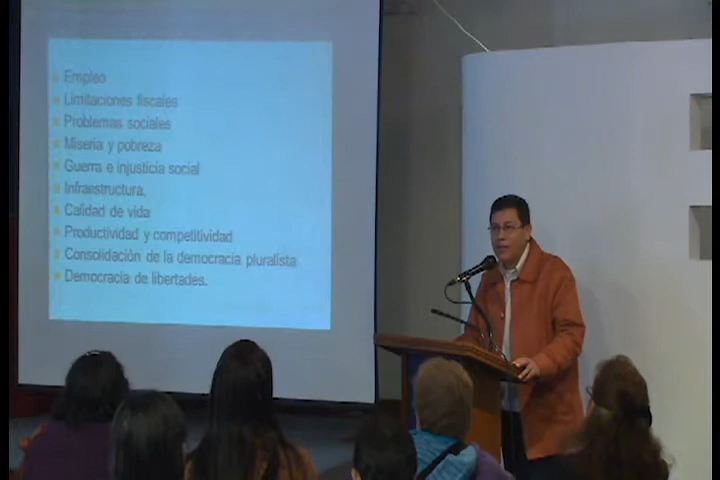 Empleo
Limitaciones fiscales
Problemas sociales
Miseria y pobreza
Guerra e injusticia social
Infraestructura.
Calidad de vida
Productividad y competitividad
Consolidación de la democracia pluralista
Democracia de libertades.